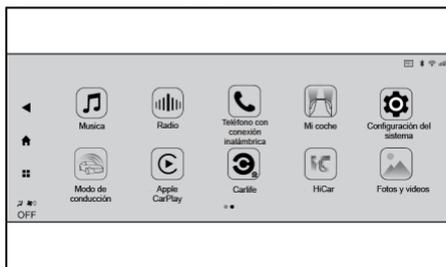 Musica
Radio
Teléfono con
conexión
inalámbrica
Mi coche
Configuración del
sistema
Modo de
conducción
Apple
CarPlay
Carlife
HiCar
Fotos y videos
OFF